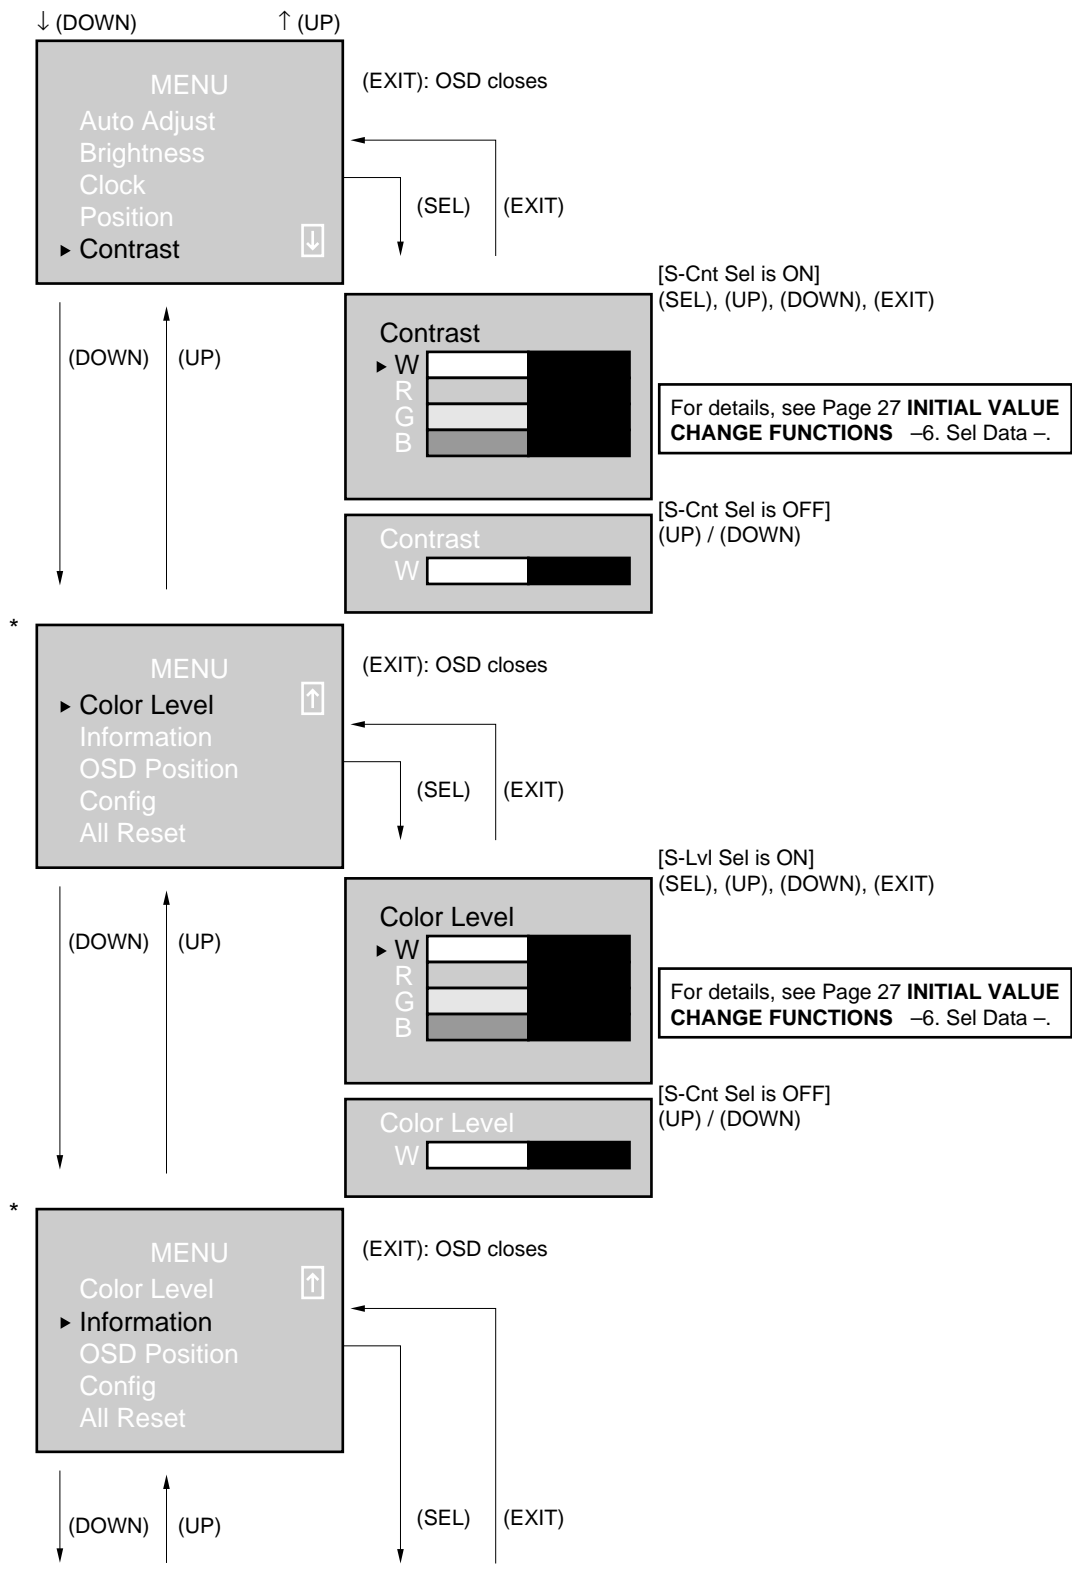 ↓ (DOWN) ↑ (UP)
MENU
Auto Adjust
Brightness
Clock
Position
▸ Contrast ↓
(EXIT): OSD closes
(SEL) (EXIT)
(DOWN) (UP)
[S-Cnt Sel is ON]
(SEL), (UP), (DOWN), (EXIT)
Contrast
▸ W
R
G
B
For details, see Page 27 INITIAL VALUE
CHANGE FUNCTIONS –6. Sel Data –.
[S-Cnt Sel is OFF]
(UP) / (DOWN)
Contrast
W
*
MENU
▸ Color Level ↑
Information
OSD Position
Config
All Reset
(EXIT): OSD closes
(SEL) (EXIT)
(DOWN) (UP)
[S-Lvl Sel is ON]
(SEL), (UP), (DOWN), (EXIT)
Color Level
▸ W
R
G
B
For details, see Page 27 INITIAL VALUE
CHANGE FUNCTIONS –6. Sel Data –.
[S-Cnt Sel is OFF]
(UP) / (DOWN)
Color Level
W
*
MENU
Color Level ↑
▸ Information
OSD Position
Config
All Reset
(EXIT): OSD closes
(DOWN) (UP)
(SEL) (EXIT)